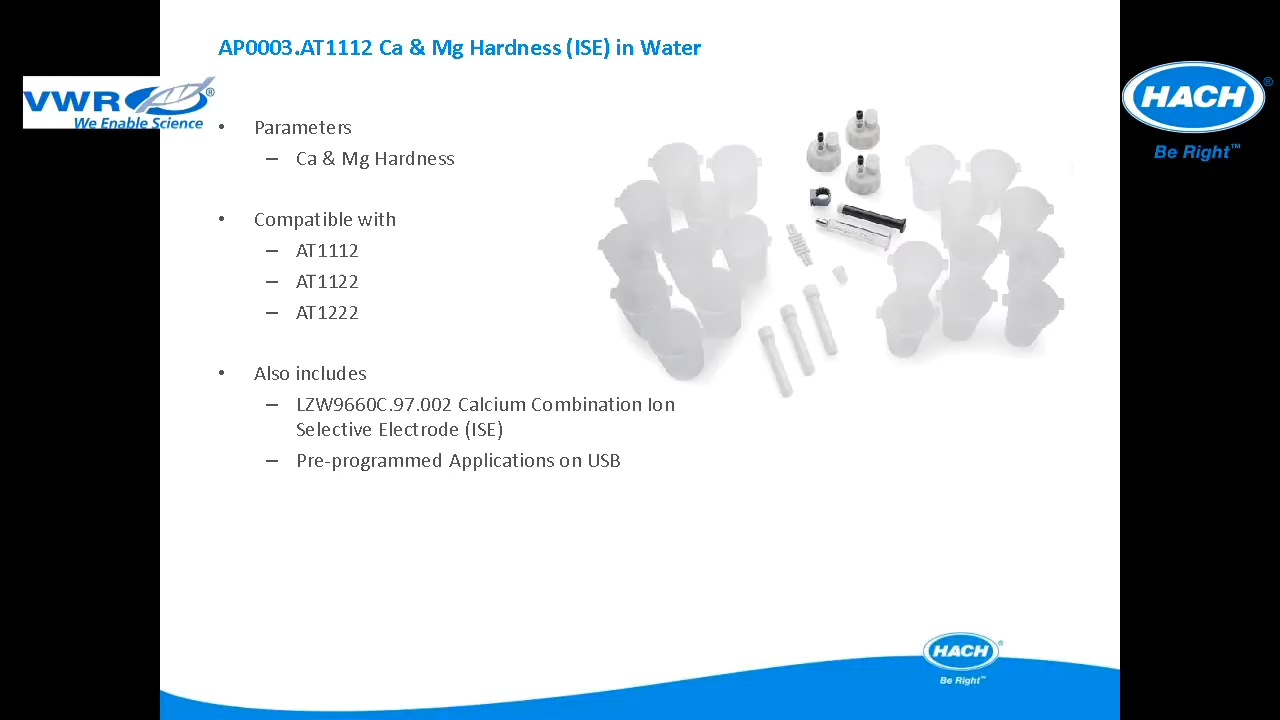 AP0003.AT1112 Ca & Mg Hardness (ISE) in Water
VWR®
We Enable Science
HACH®
Be Right™
• Parameters
– Ca & Mg Hardness
• Compatible with
– AT1112
– AT1122
– AT1222
• Also includes
– LZW9660C.97.002 Calcium Combination Ion
Selective Electrode (ISE)
– Pre-programmed Applications on USB
HACH®
Be Right™